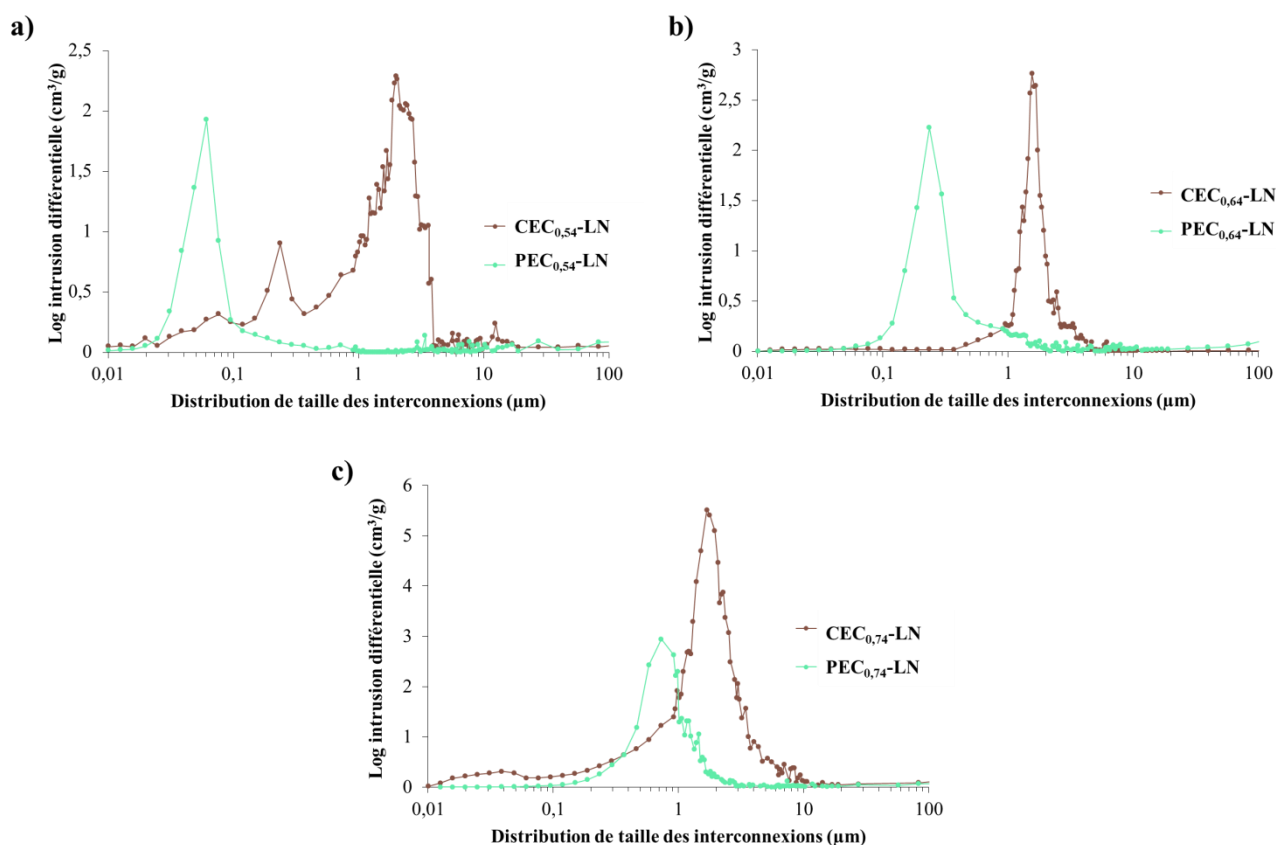 a)
Log intrusion différentielle (cm³/g)
2,5
2
1,5
1
0,5
0
0,01
0,1
1
10
100
Distribution de taille des interconnexions (µm)
CEC0,54-LN
PEC0,54-LN
b)
Log intrusion différentielle (cm³/g)
3
2,5
2
1,5
1
0,5
0
0,01
0,1
1
10
100
Distribution de taille des interconnexions (µm)
CEC0,64-LN
PEC0,64-LN
c)
Log intrusion différentielle (cm³/g)
6
5
4
3
2
1
0
0,01
0,1
1
10
100
Distribution de taille des interconnexions (µm)
CEC0,74-LN
PEC0,74-LN